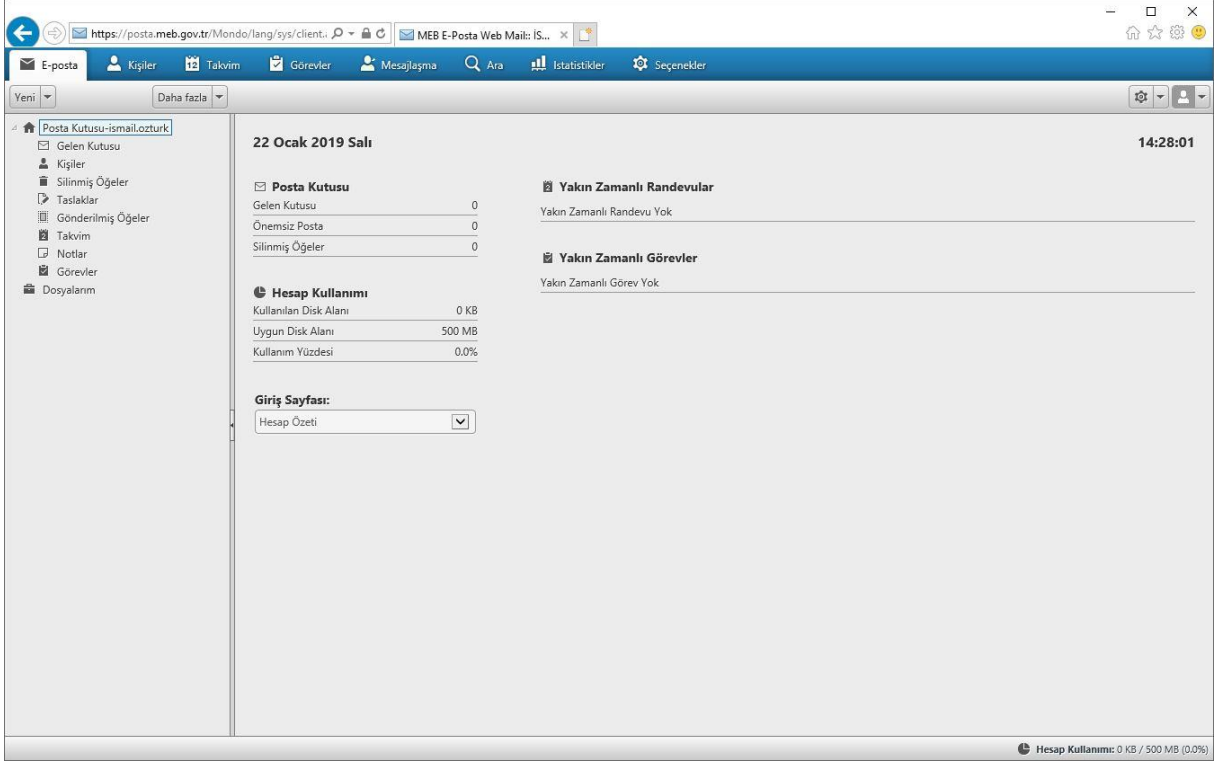 https://posta.meb.gov.tr/Mondo/lang/sys/client.
MEB E-Posta Web Mail:: İS...
E-posta
Kişiler
12
Takvim
Görevler
Mesajlaşma
Ara
Istatistikler
Seçenekler
Yeni
Daha fazla
Posta Kutusu-ismail.ozturk
Gelen Kutusu
Kişiler
Silinmiş Öğeler
Taslaklar
Gönderilmiş Öğeler
Takvim
Notlar
Görevler
Dosyalarım
22 Ocak 2019 Salı
14:28:01
Posta Kutusu
Gelen Kutusu 0
Önemsiz Posta 0
Silinmiş Öğeler 0
Hesap Kullanımı
Kullanılan Disk Alanı 0 KB
Uygun Disk Alanı 500 MB
Kullanım Yüzdesi 0.0%
Giriş Sayfası:
Hesap Özeti
Yakın Zamanlı Randevular
Yakın Zamanlı Randevu Yok
Yakın Zamanlı Görevler
Yakın Zamanlı Görev Yok
Hesap Kullanımı: 0 KB / 500 MB (0.0%)